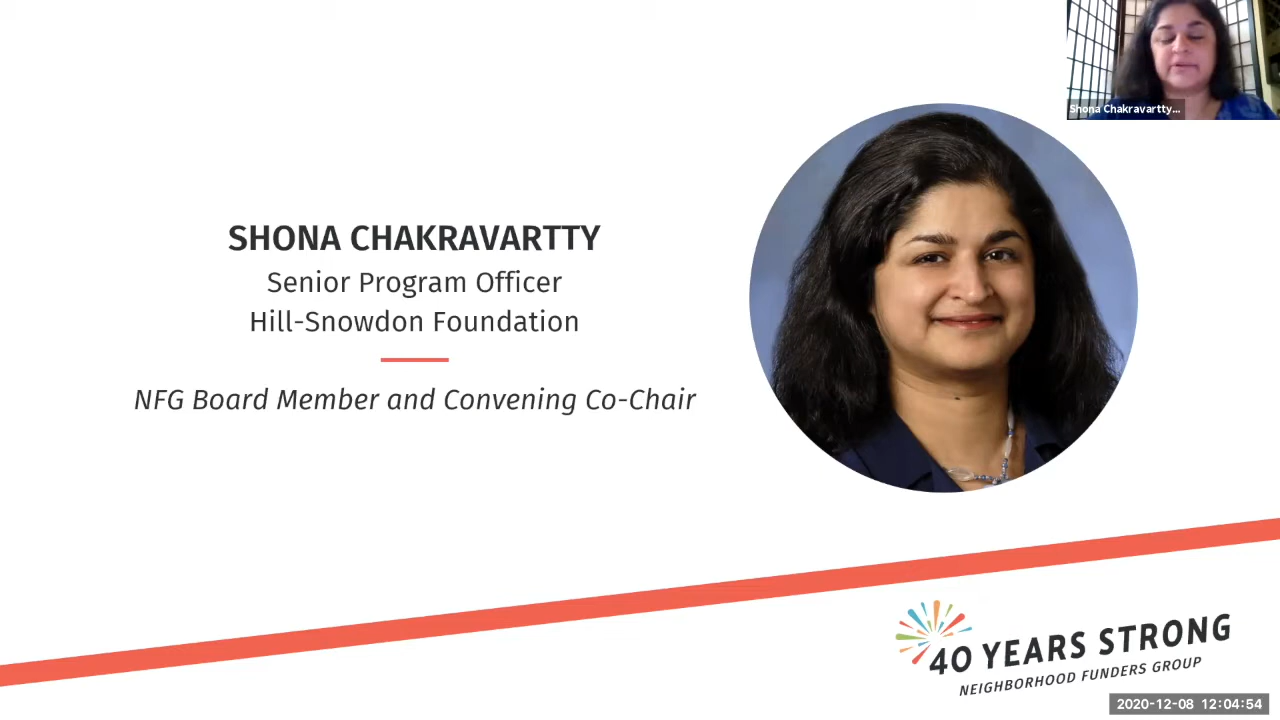 Shona Chakravartty...
SHONA CHAKRAVARTTY
Senior Program Officer
Hill-Snowdon Foundation
NFG Board Member and Convening Co-Chair
40 YEARS STRONG
NEIGHBORHOOD FUNDERS GROUP
2020-12-08 12:04:54